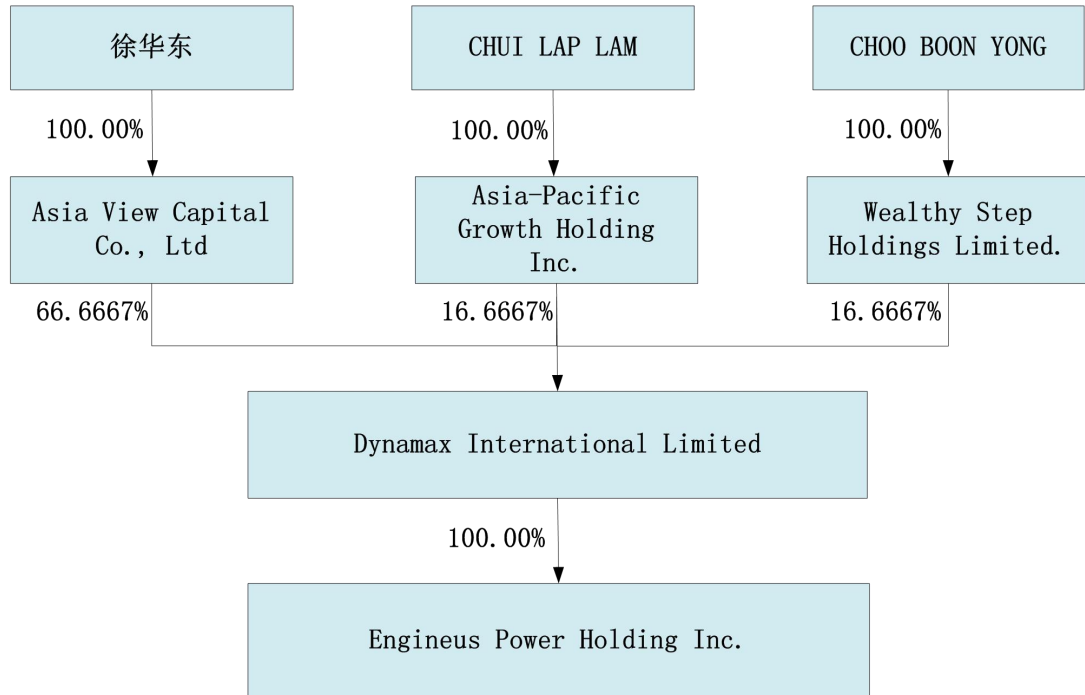 徐华东
CHUI LAP LAM
CHOO BOON YONG
100.00%
100.00%
100.00%
Asia View Capital
Co., Ltd
Asia-Pacific
Growth Holding
Inc.
Wealthy Step
Holdings Limited.
66.6667%
16.6667%
16.6667%
Dynamax International Limited
100.00%
Engineus Power Holding Inc.